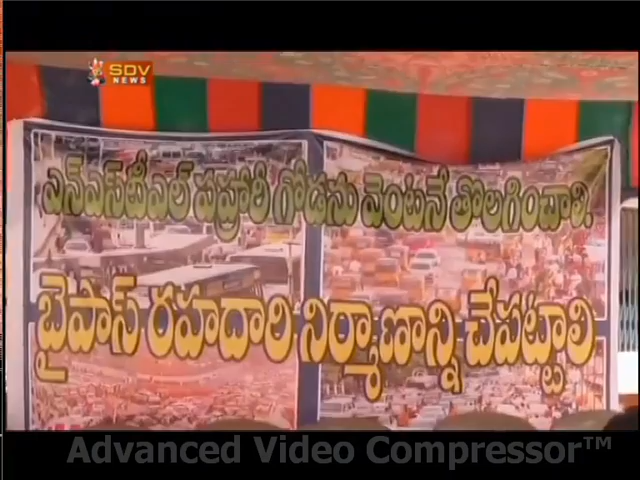 SDV
NEWS
ఎన్ఎస్‌టీఎల్ ప్రహరీ గోడను వెంటనే తొలగించాలి.
బైపాస్ రహదారి నిర్మాణాన్ని చేపట్టాలి
Advanced Video Compressor™